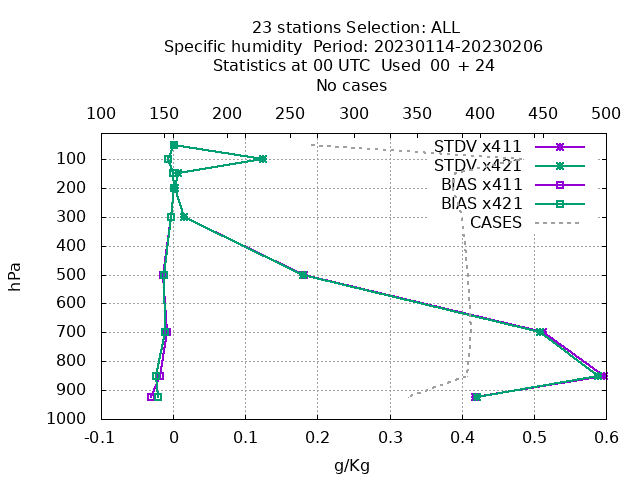 23 stations Selection: ALL
Specific humidity  Period: 20230114-20230206
Statistics at 00 UTC  Used  00 + 24
No cases
100 150 200 250 300 350 400 450 500
STDV x411
STDV x421
BIAS x411
BIAS x421
CASES
100
200
300
400
500
600
700
800
900
1000
hPa
-0.1 0 0.1 0.2 0.3 0.4 0.5 0.6
g/Kg